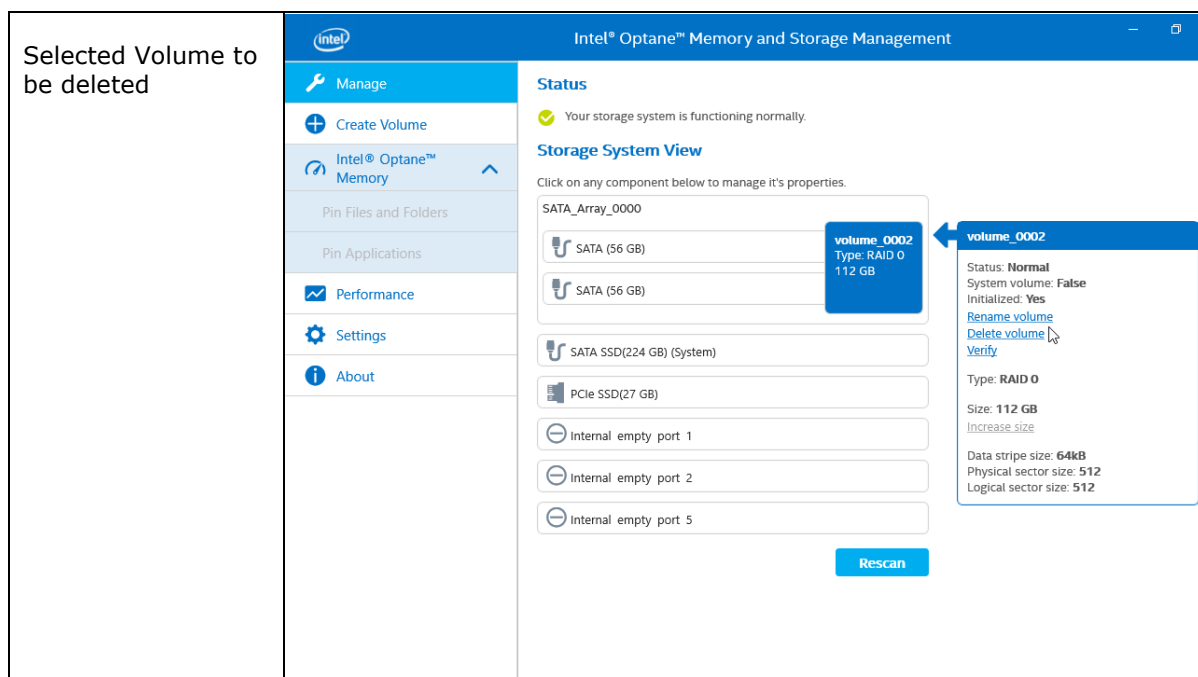 Selected Volume to
be deleted
intel
Intel® Optane™ Memory and Storage Management
Manage
Create Volume
Intel® Optane™
Memory
Pin Files and Folders
Pin Applications
Performance
Settings
About
Status
Your storage system is functioning normally.
Storage System View
Click on any component below to manage it's properties.
SATA_Array_0000
SATA (56 GB)
SATA (56 GB)
volume_0002
Type: RAID 0
112 GB
SATA SSD(224 GB) (System)
PCIe SSD(27 GB)
Internal empty port 1
Internal empty port 2
Internal empty port 5
Rescan
volume_0002
Status: Normal
System volume: False
Initialized: Yes
Rename volume
Delete volume
Verify
Type: RAID 0
Size: 112 GB
Increase size
Data stripe size: 64kB
Physical sector size: 512
Logical sector size: 512